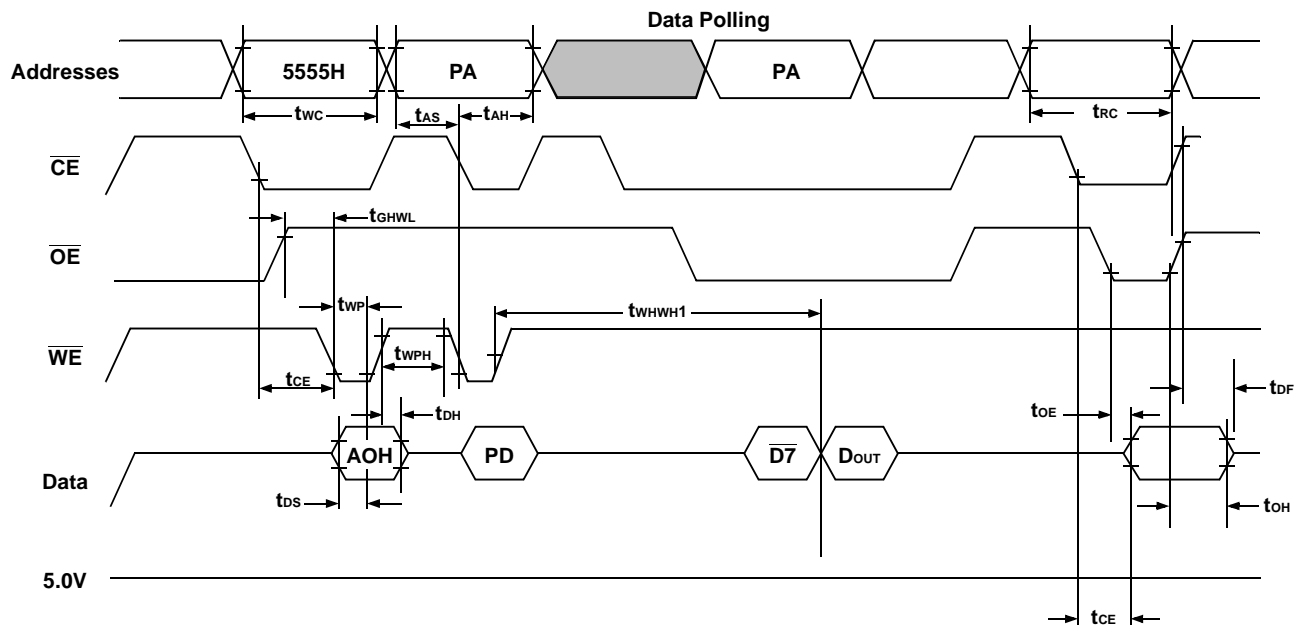 Data Polling
Addresses
5555H
PA
PA
tWC
tAS
tAH
tRC
CE
tGHWL
OE
tWP
tWHWH1
WE
tWPH
tCE
tDH
tOE
tDF
AOH
PD
D7
DOUT
Data
tDS
tOH
5.0V
tCE